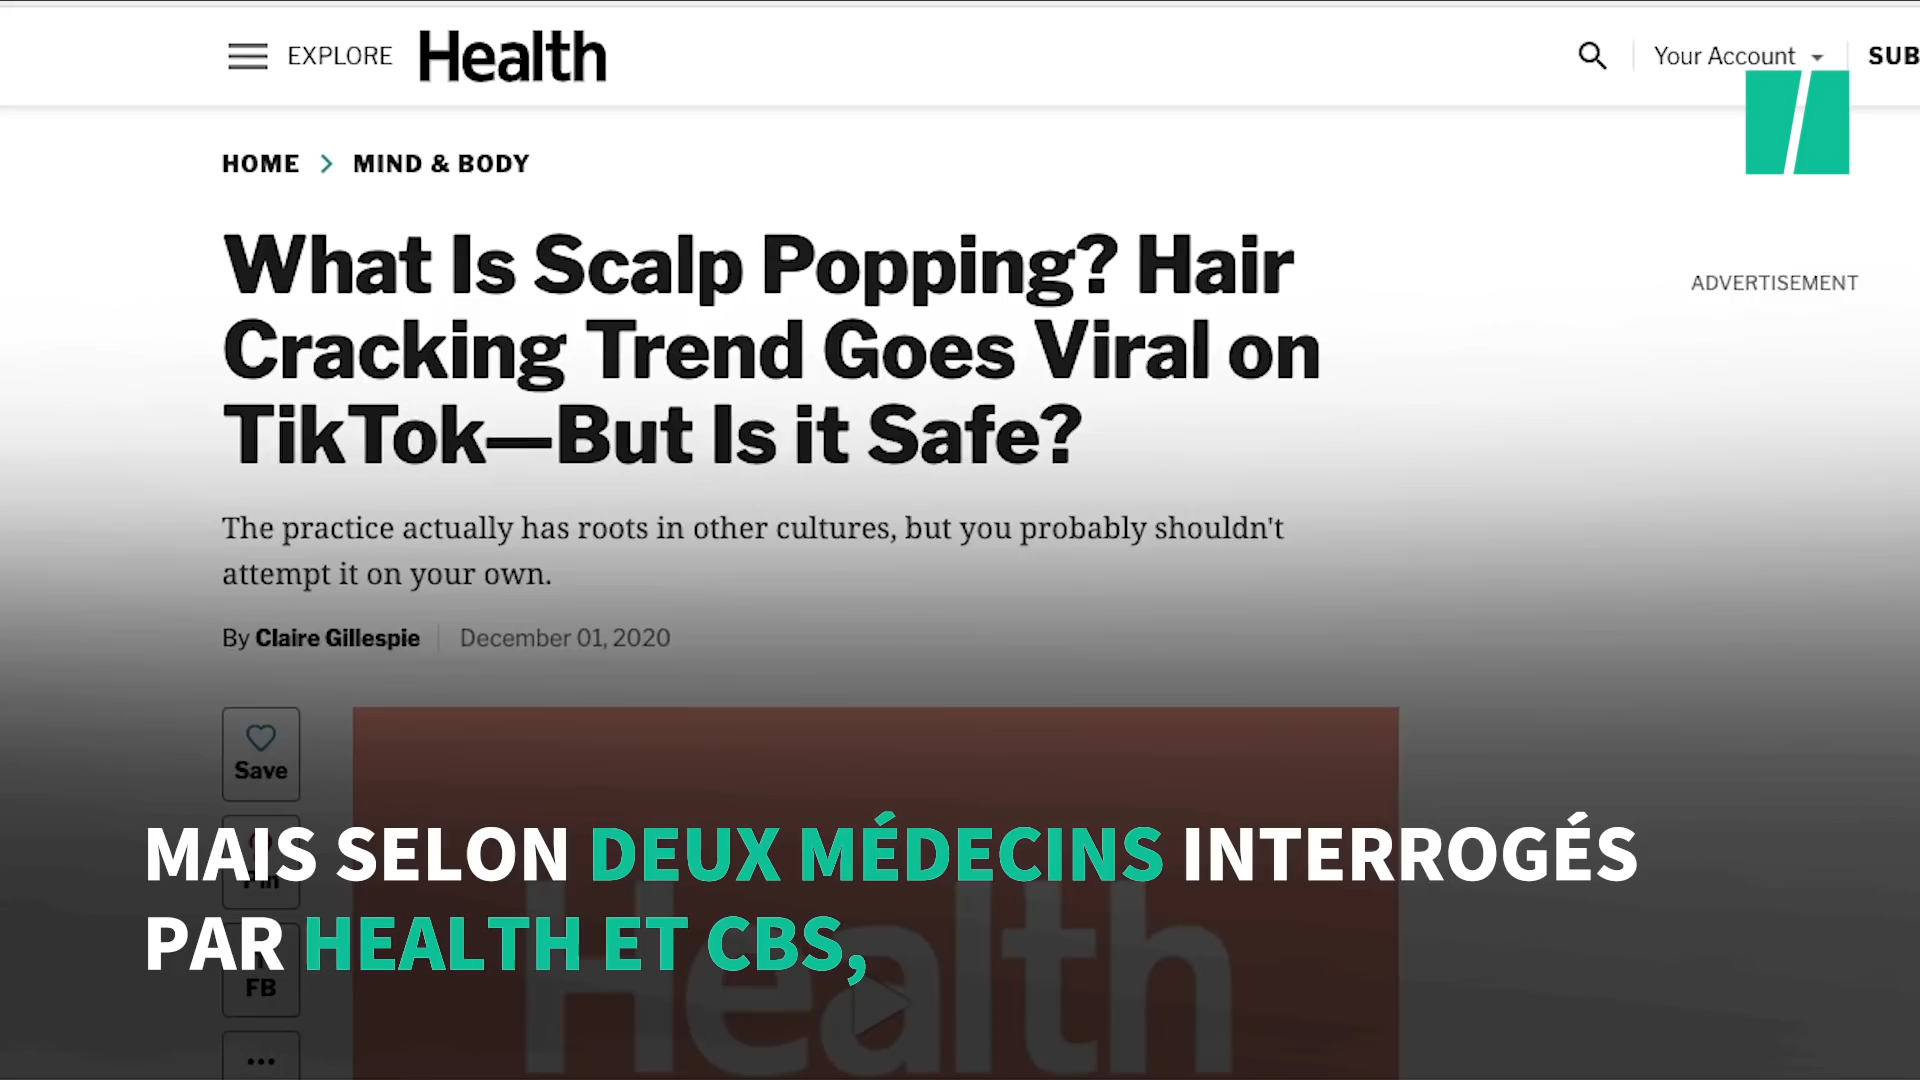 EXPLORE Health Your Account SUB
HOME > MIND & BODY
What Is Scalp Popping? Hair
Cracking Trend Goes Viral on
TikTok—But Is it Safe?
ADVERTISEMENT
The practice actually has roots in other cultures, but you probably shouldn't
attempt it on your own.
By Claire Gillespie December 01, 2020
Save
MAIS SELON DEUX MÉDECINS INTERROGÉS
PAR HEALTH ET CBS,
Pin
FB
Health